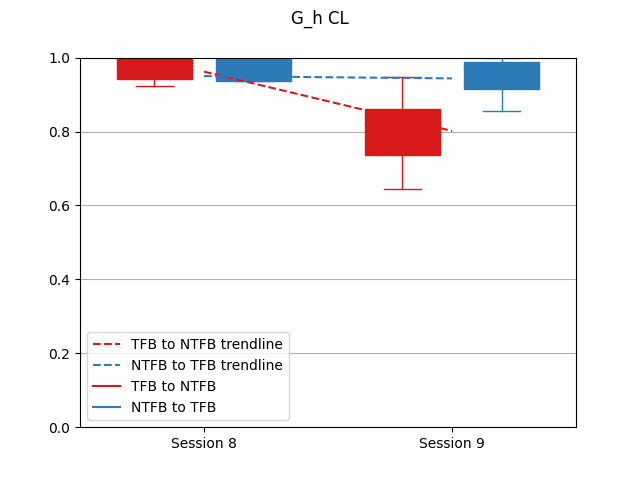 G_h CL
1.0
0.8
0.6
0.4
0.2
0.0
TFB to NTFB trendline
NTFB to TFB trendline
TFB to NTFB
NTFB to TFB
Session 8
Session 9